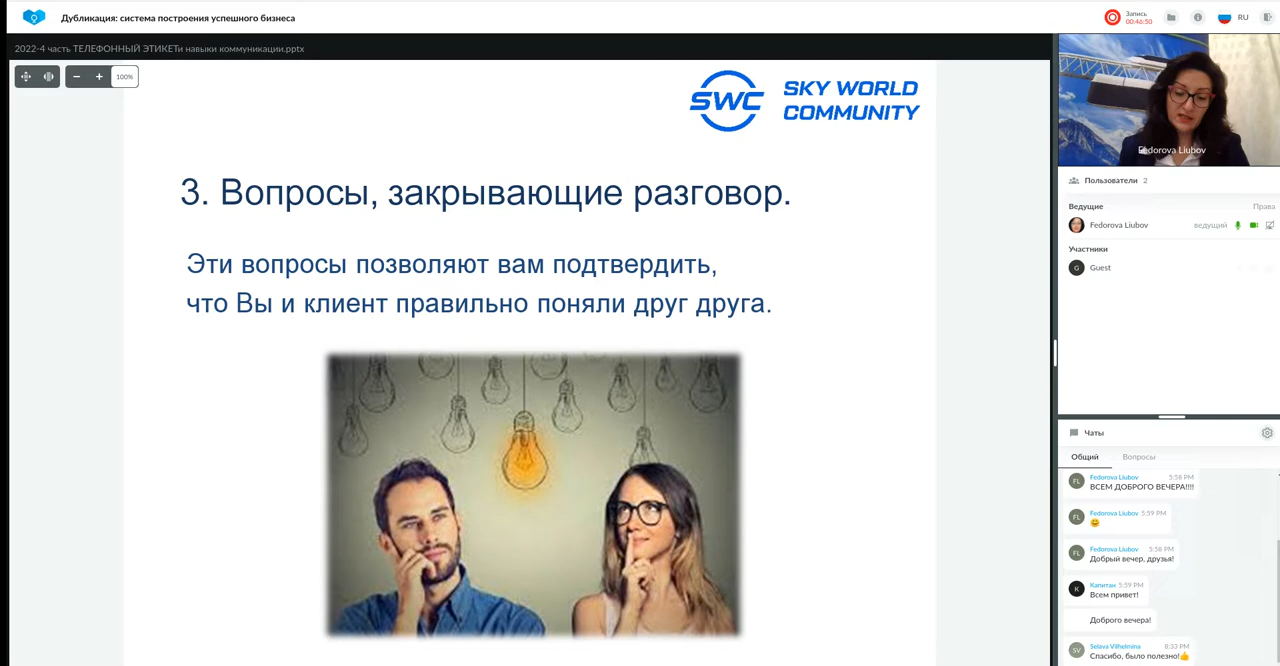 Дубликация: система построения успешного бизнеса
Запись
00:46:50
RU
2022-4 часть ТЕЛЕФОННЫЙ ЭТИКЕТи навыки коммуникации.pptx
100%
SWC
SKY WORLD
COMMUNITY
3. Вопросы, закрывающие разговор.
Эти вопросы позволяют вам подтвердить,
что Вы и клиент правильно поняли друг друга.
Fedorova Liubov
Пользователи 2
Ведущие Права
Fedorova Liubov ведущий
Участники
G Guest
Чаты
Общий Вопросы
FL Fedorova Liubov 5:58 PM
ВСЕМ ДОБРОГО ВЕЧЕРА!!!!
FL Fedorova Liubov 5:59 PM
😊
FL Fedorova Liubov 5:58 PM
Добрый вечер, друзья!
К Капитан 5:59 PM
Всем привет!
Доброго вечера!
SV Selava Vilhelmina 8:33 PM
Спасибо, было полезно!👍